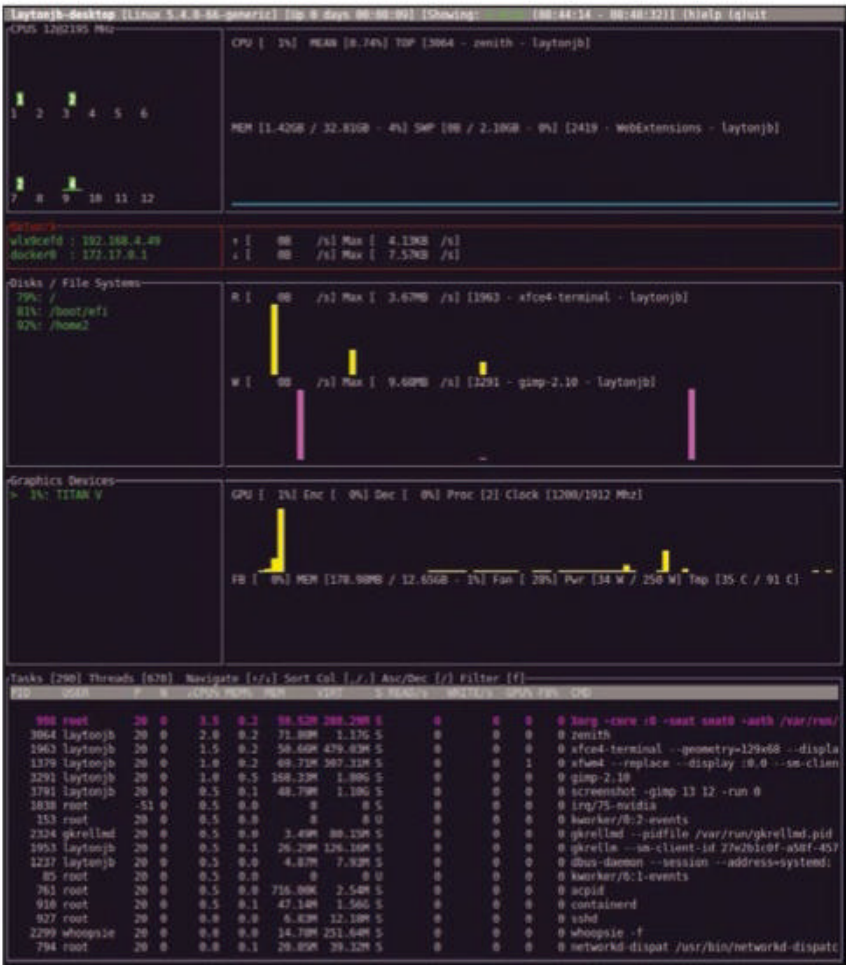 laytonjb-desktop [Linux 5.4.0-66-generic] [Up 0 days 00:08:09] [Showing: (08:44:14 - 08:48:32)] (h)elp (q)uit
CPUS 12@2195 MHz
CPU [ 1%] MEAN [0.74%] TOP [3064 - zenith - laytonjb]
1 2
1 2 3 4 5 6
MEM [1.42GB / 32.81GB - 4%] SWP [0B / 2.10GB - 0%] [2419 - WebExtensions - laytonjb]
2 4
7 8 9 10 11 12
Network
wlx9cefd : 192.168.4.49
↑ [ 0B /s] Max [ 4.13KB /s]
docker0 : 172.17.0.1
↓ [ 0B /s] Max [ 7.57KB /s]
Disks / File Systems
79%: /
R [ 0B /s] Max [ 3.67MB /s] [1963 - xfce4-terminal - laytonjb]
81%: /boot/efi
92%: /home2
W [ 0B /s] Max [ 9.60MB /s] [3291 - gimp-2.10 - laytonjb]
Graphics Devices
> 1%: TITAN V
GPU [ 1%] Enc [ 0%] Dec [ 0%] Proc [2] Clock [1200/1912 Mhz]
FB [ 0%] MEM [178.98MB / 12.65GB - 1%] Fan [ 28%] Pwr [34 W / 250 W] Tmp [35 C / 91 C]
Tasks [290] Threads [670] Navigate [↑/↓] Sort Col [,/.] Asc/Dec [/] Filter [f]
PID USER P N ↓CPU% MEM% MEM VIRT S READ/s WRITE/s GPU% FB% CMD
998 root 20 0 3.5 0.2 S 0 0 0 0 Xorg -core :0 -seat seat0 -auth /var/run/
3064 laytonjb 20 0 2.0 0.2 71.80M 1.17G S 0 0 0 0 zenith
1963 laytonjb 20 0 1.5 0.2 50.66M 479.03M S 0 0 0 0 xfce4-terminal --geometry=129x68 --displa
1379 laytonjb 20 0 1.0 0.2 69.71M 307.31M S 0 0 1 0 xfwm4 --replace --display :0.0 --sm-clien
3291 laytonjb 20 0 1.0 0.5 160.33M 1.80G S 0 0 0 0 gimp-2.10
3791 laytonjb 20 0 0.5 0.1 48.79M 1.10G S 0 0 0 0 screenshot -gimp 13 12 -run 0
1038 root -51 0 0.5 0.0 0 0 S 0 0 0 0 irq/75-nvidia
153 root 20 0 0.5 0.0 0 0 U 0 0 0 0 kworker/0:2-events
2324 gkrellmd 20 0 0.5 0.0 3.49M 80.15M S 0 0 0 0 gkrellmd --pidfile /var/run/gkrellmd.pid
1953 laytonjb 20 0 0.5 0.1 26.29M 126.16M S 0 0 0 0 gkrellm --sm-client-id 27e2b1c0f-a58f-457
1237 laytonjb 20 0 0.5 0.0 4.87M 7.93M S 0 0 0 0 dbus-daemon --session --address=systemd:
85 root 20 0 0.5 0.0 0 0 U 0 0 0 0 kworker/6:1-events
761 root 20 0 0.5 0.0 716.00K 2.54M S 0 0 0 0 acpid
910 root 20 0 0.5 0.1 47.14M 1.56G S 0 0 0 0 containerd
927 root 20 0 0.0 0.0 6.83M 12.18M S 0 0 0 0 sshd
2299 whoopsie 20 0 0.0 0.0 14.78M 251.64M S 0 0 0 0 whoopsie -f
794 root 20 0 0.0 0.1 20.05M 39.32M S 0 0 0 0 networkd-dispat /usr/bin/networkd-dispatc